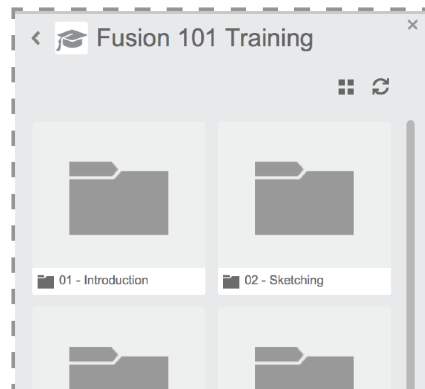 Fusion 101 Training
01 - Introduction
02 - Sketching